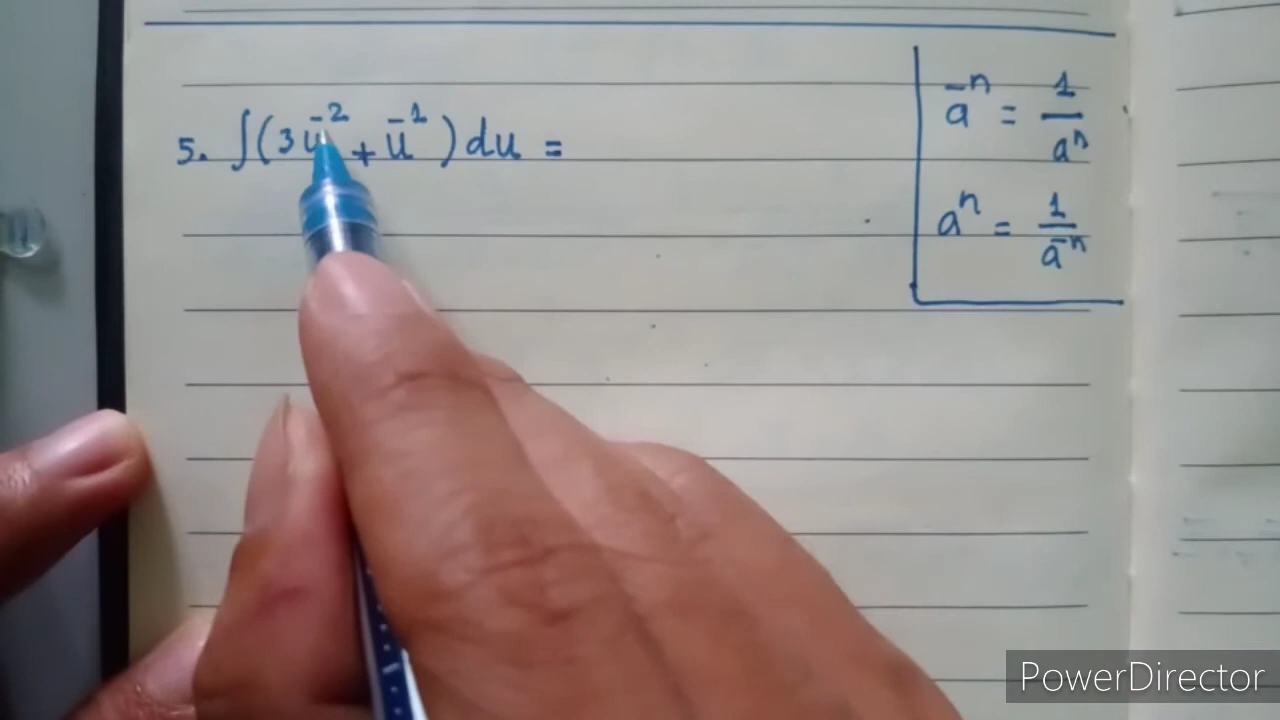 5. ∫(3u⁻² + u⁻¹) du =
a⁻ⁿ = 1/aⁿ
aⁿ = 1/a⁻ⁿ
PowerDirector